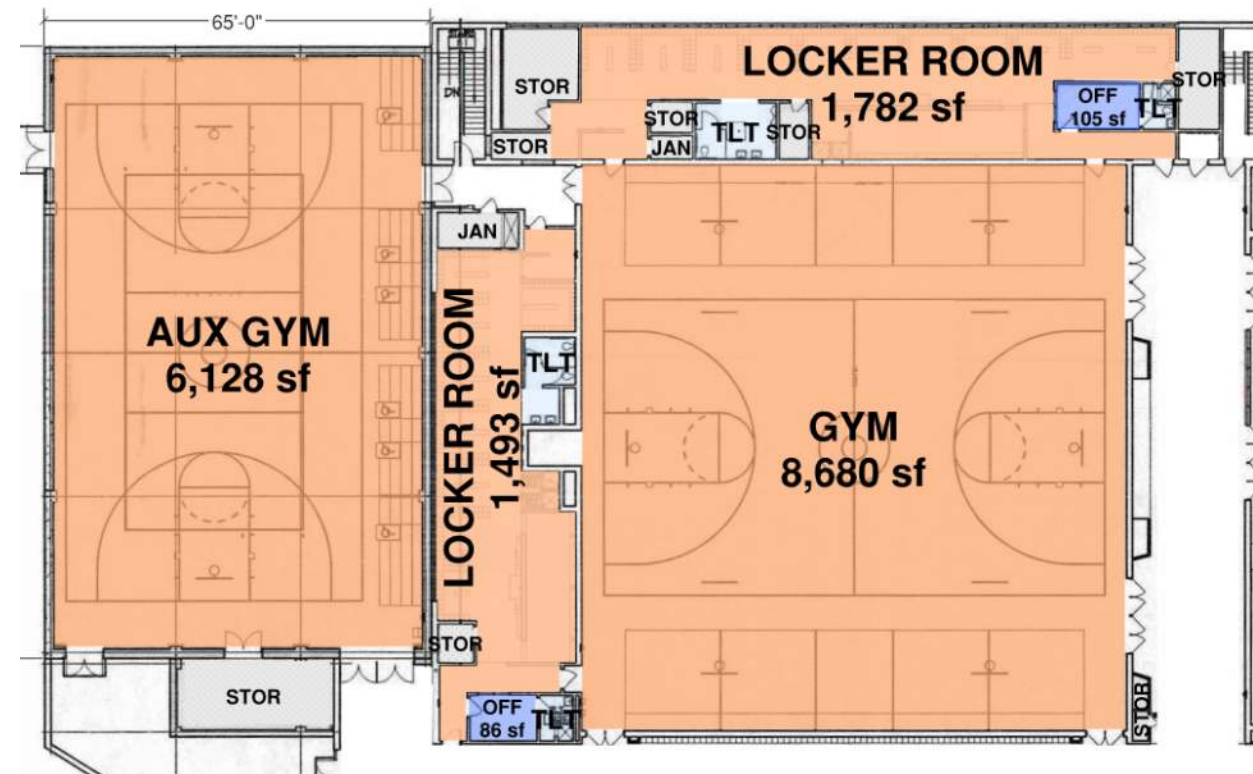 65'-0"
DN
STOR
LOCKER ROOM
1,782 sf
STOR
OFF
105 sf
TLT
STOR
TLT
STOR
STOR
JAN
JAN
AUX GYM
6,128 sf
LOCKER ROOM
1,493 sf
TLT
GYM
8,680 sf
STOR
STOR
OFF
86 sf
TLT
STOR